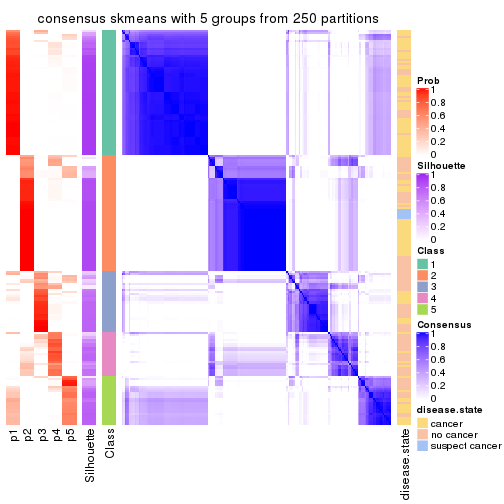 consensus skmeans with 5 groups from 250 partitions
Prob
1
0.8
0.6
0.4
0.2
0
Silhouette
1
0.8
0.6
0.4
0.2
0
Class
1
2
3
4
5
Consensus
1
0.8
0.6
0.4
0.2
0
disease.state
cancer
no cancer
suspect cancer
p1
p2
p3
p4
p5
Silhouette
Class
disease.state